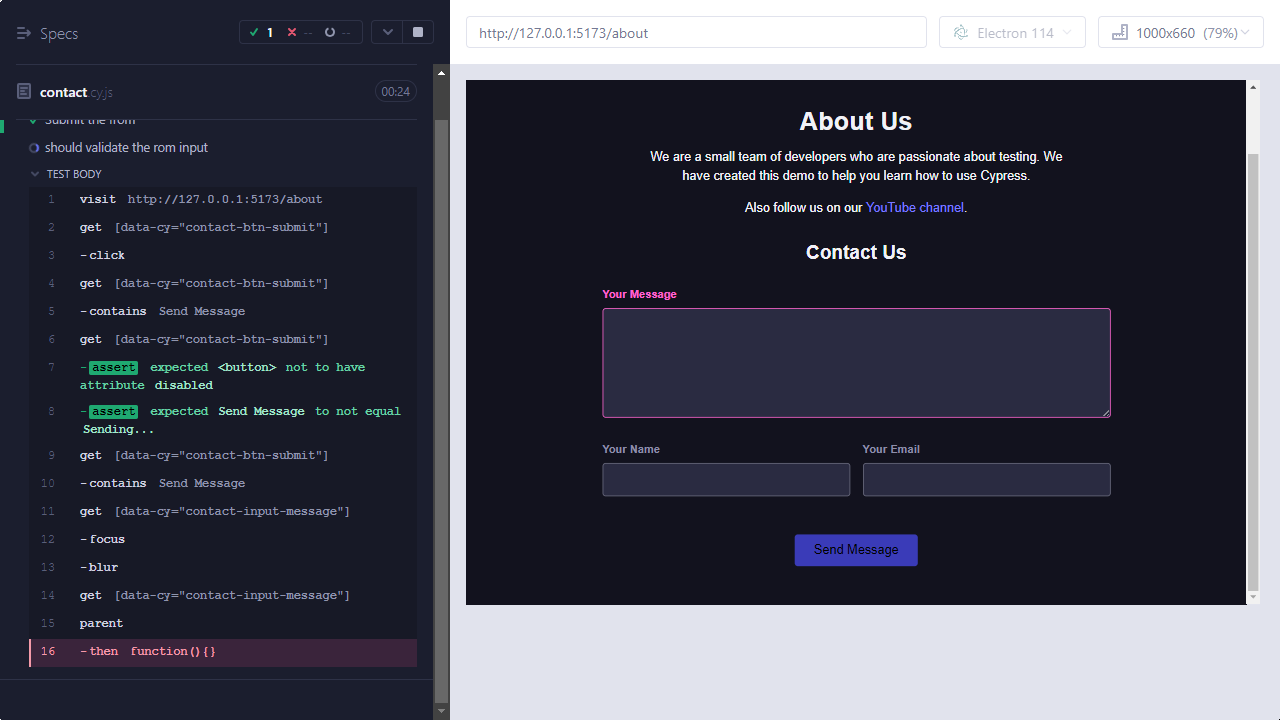 Specs
1
--
--
http://127.0.0.1:5173/about
Electron 114
1000x660 (79%)
contact.cy.js
00:24
Submit the from
should validate the rom input
TEST BODY
1 visit http://127.0.0.1:5173/about
2 get [data-cy="contact-btn-submit"]
3 -click
4 get [data-cy="contact-btn-submit"]
5 -contains Send Message
6 get [data-cy="contact-btn-submit"]
7 -assert expected <button> not to have
attribute disabled
8 -assert expected Send Message to not equal
Sending...
9 get [data-cy="contact-btn-submit"]
10 -contains Send Message
11 get [data-cy="contact-input-message"]
12 -focus
13 -blur
14 get [data-cy="contact-input-message"]
15 parent
16 -then function(){}
About Us
We are a small team of developers who are passionate about testing. We
have created this demo to help you learn how to use Cypress.
Also follow us on our YouTube channel.
Contact Us
Your Message
Your Name
Your Email
Send Message